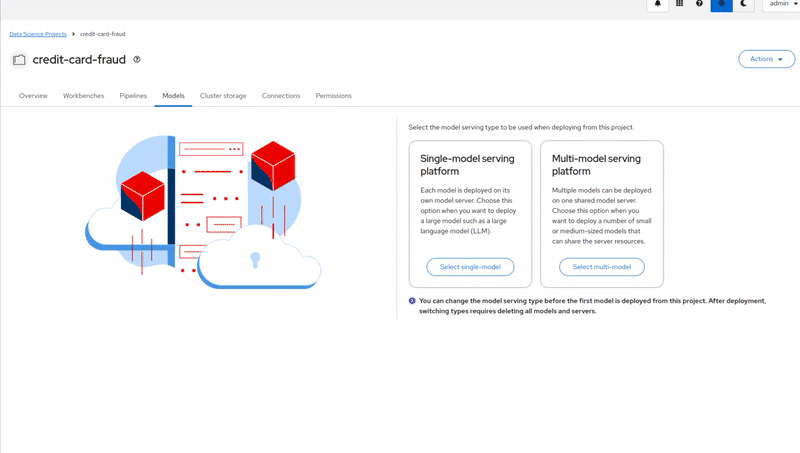 admin
Data Science Projects > credit-card-fraud
credit-card-fraud
Actions
Overview Workbenches Pipelines Models Cluster storage Connections Permissions
Select the model serving type to be used when deploying from this project.
Single-model serving
platform
Each model is deployed on its
own model server. Choose this
option when you want to deploy
a large model such as a large
language model (LLM).
Select single-model
Multi-model serving
platform
Multiple models can be deployed
on one shared model server.
Choose this option when you
want to deploy a number of small
or medium-sized models that
can share the server resources.
Select multi-model
You can change the model serving type before the first model is deployed from this project. After deployment,
switching types requires deleting all models and servers.